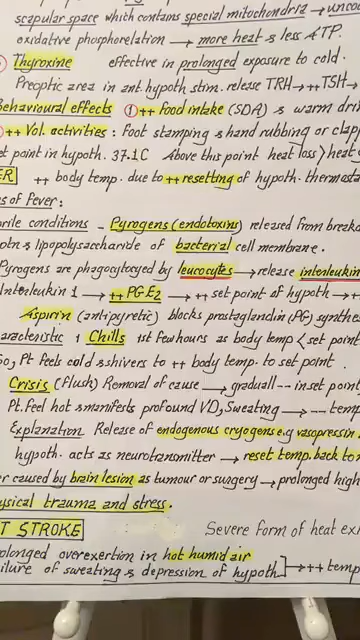 scapular space which contains special mitochondria → uncou
oxidative phosphorelation → more heat & less ATP.
Thyroxine effective in prolonged exposure to cold.
Preoptic area in ant. hypoth stim. release TRH → ++ TSH →
Behavioural effects ① ++ food intake (SDA) & warm drin
++ Vol. activities : Foot stamping & hand rubbing or clap
et point in hypoth. 37.1C Above this point heat loss > heat
ER ++ body temp. due to ++ resetting of hypoth. thermosta
s of fever :
rile conditions _ Pyrogens (endotoxins) released from break
otns & lipopolysaccharide of bacterial cell membrane.
Pyrogens are phagocytocyed by leucocytes → release interleukin
Interleukin 1 → ++ PG.E2 → ++ set point of hypoth →
Aspirin (antipyretic) blocks prostaglandin (PG) synthes
aracteristic : Chills 1st few hours as body temp < set point
So, Pt feels cold & shivers to ++ body temp. to set point.
Crisis (flush) Removal of cause → graduall -- in set point
Pt. feel hot & manifests profound VD, Sweating → -- temp
Explanation Release of endogenous cryogens e.g vasopressin
hypoth. acts as neurotransmitter → reset temp. back to n
er caused by brain lesion as tumour or surgery → prolonged high
ysical trauma and stress.
T STROKE Severe form of heat ex
olonged overexertion in hot humid air
ilure of sweating & depression of hypoth → ++ temp